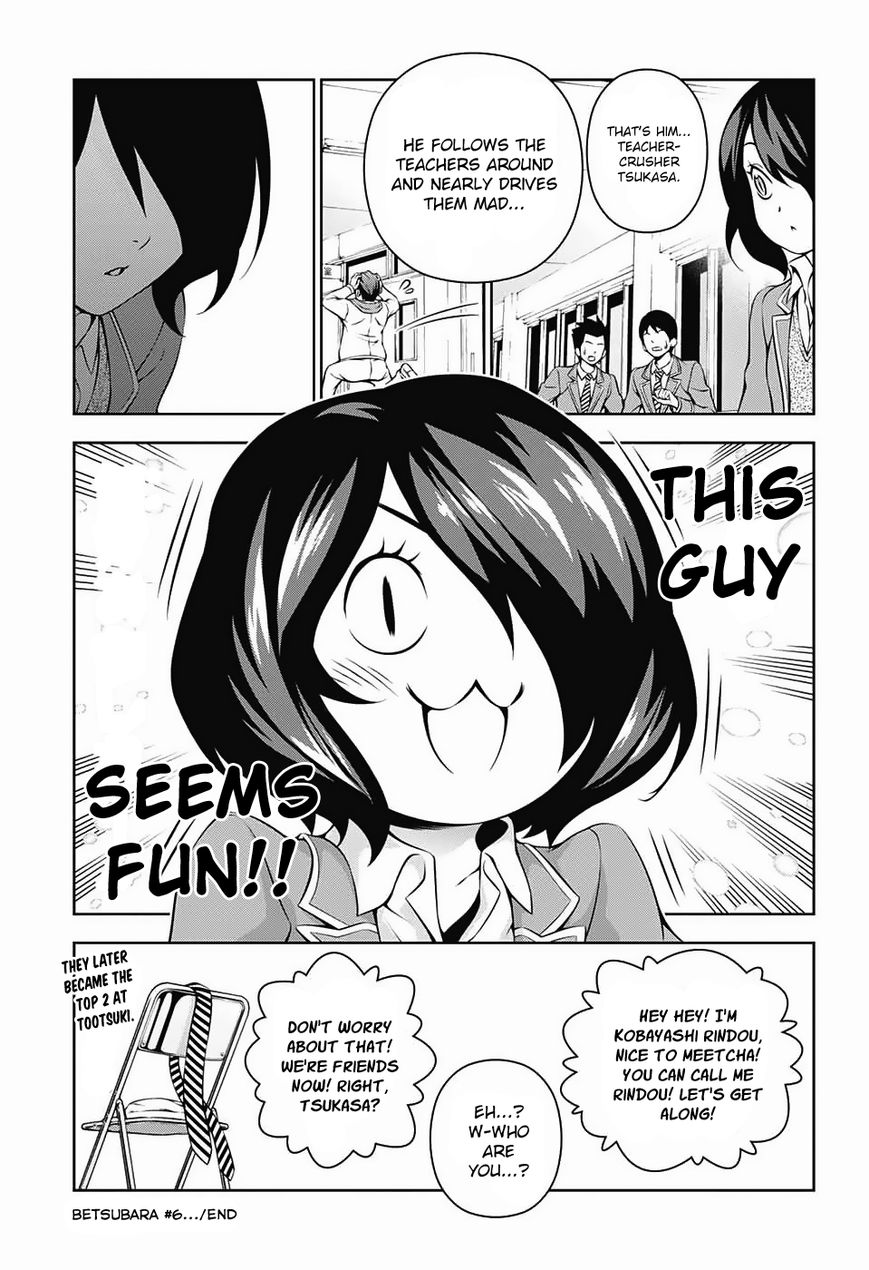 THAT'S HIM...
TEACHER-
CRUSHER
TSUKASA.
HE FOLLOWS THE
TEACHERS AROUND
AND NEARLY DRIVES
THEM MAD...
THIS
GUY
SEEMS
FUN!!
HEY HEY! I'M
KOBAYASHI RINDOU,
NICE TO MEETCHA!
YOU CAN CALL ME
RINDOU! LET'S GET
ALONG!
EH...?
W-WHO
ARE
YOU...?
DON'T WORRY
ABOUT THAT!
WE'RE FRIENDS
NOW! RIGHT,
TSUKASA?
THEY LATER
BECAME THE
TOP 2 AT
TOOTSUKI.
BETSUBARA #6.../END